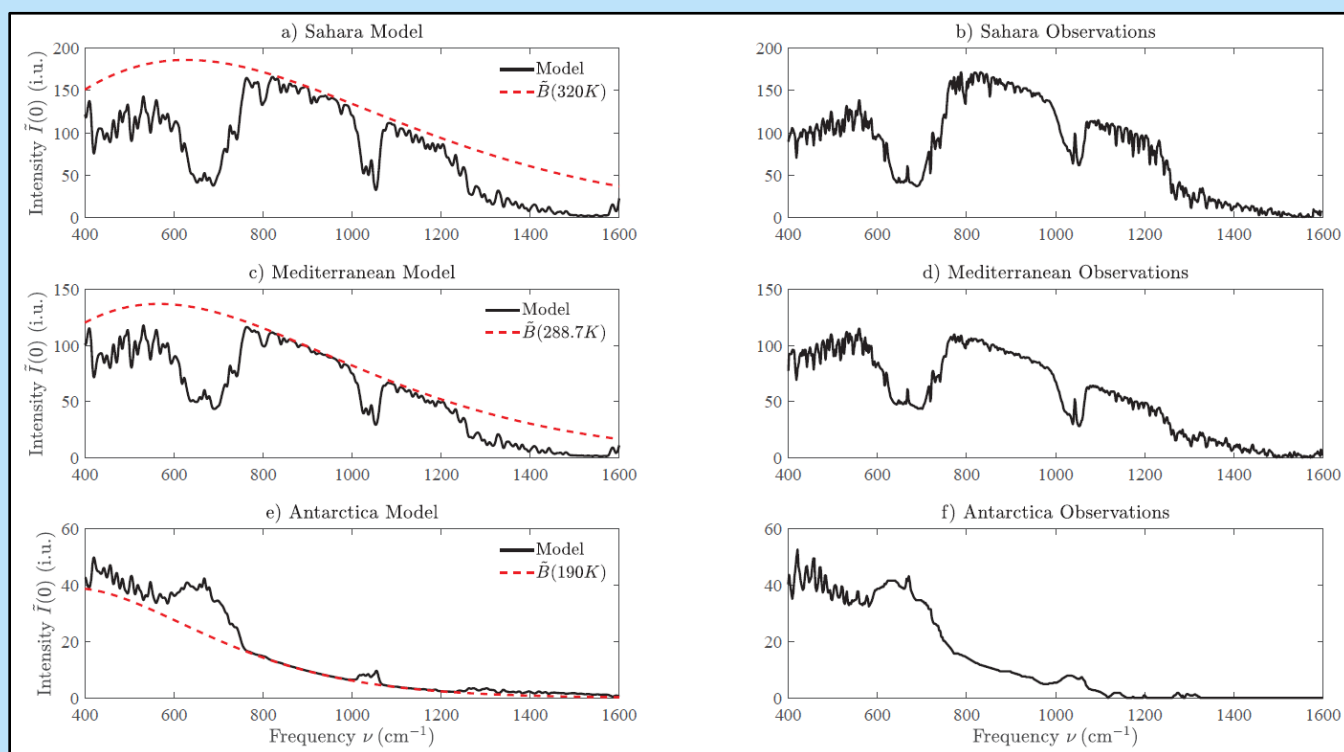 a) Sahara Model
b) Sahara Observations
Intensity Ĩ(0) (i.u.)
200
150
100
50
0
Model
B̃(320K)
400 600 800 1000 1200 1400 1600
200
150
100
50
0
400 600 800 1000 1200 1400 1600
c) Mediterranean Model
d) Mediterranean Observations
Intensity Ĩ(0) (i.u.)
150
100
50
0
Model
B̃(288.7K)
400 600 800 1000 1200 1400 1600
150
100
50
0
400 600 800 1000 1200 1400 1600
e) Antarctica Model
f) Antarctica Observations
Intensity Ĩ(0) (i.u.)
60
40
20
0
Model
B̃(190K)
400 600 800 1000 1200 1400 1600
Frequency ν (cm⁻¹)
60
40
20
0
400 600 800 1000 1200 1400 1600
Frequency ν (cm⁻¹)